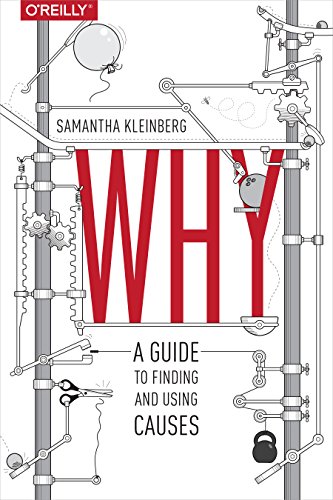 O'REILLY®
SAMANTHA KLEINBERG
WHY
A GUIDE
TO FINDING
AND USING
CAUSES